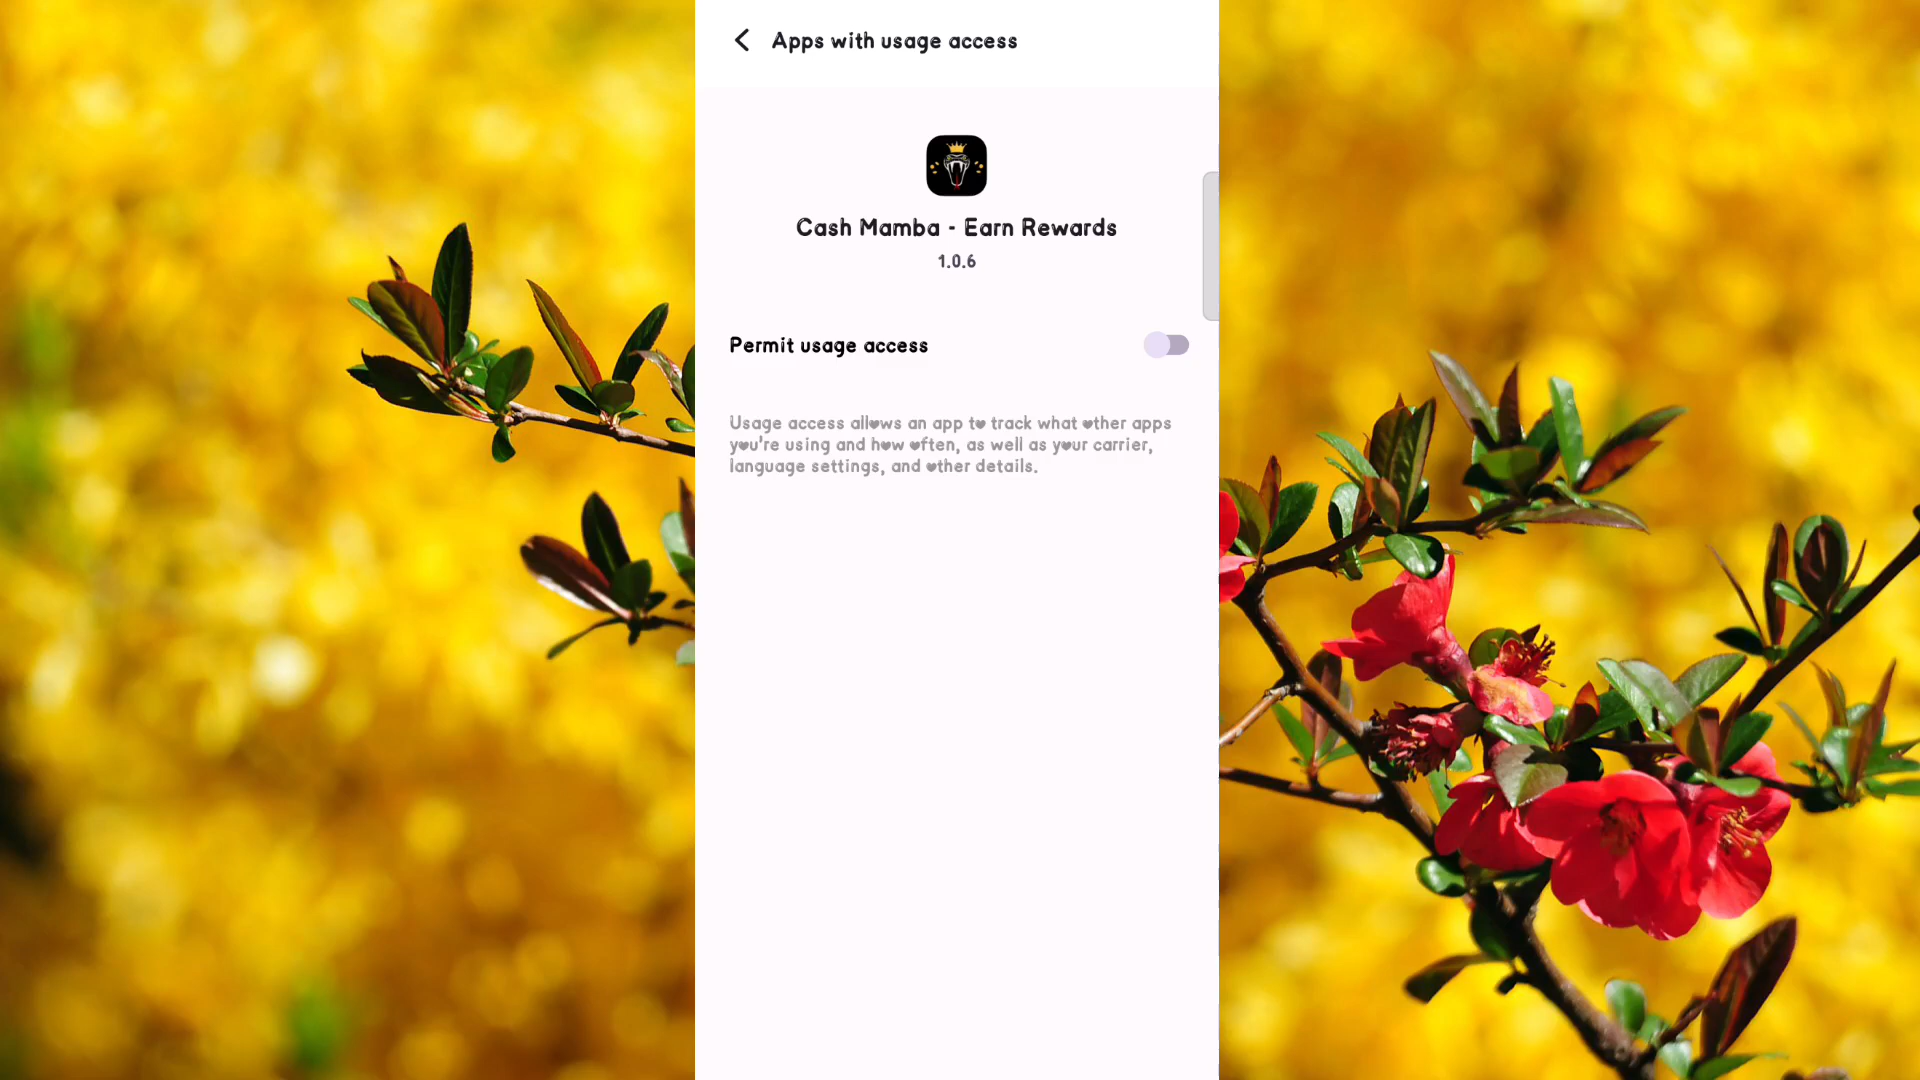 Apps with usage access
Cash Mamba - Earn Rewards
1.0.6
Permit usage access
Usage access allows an app to track what other apps
you're using and how often, as well as your carrier,
language settings, and other details.